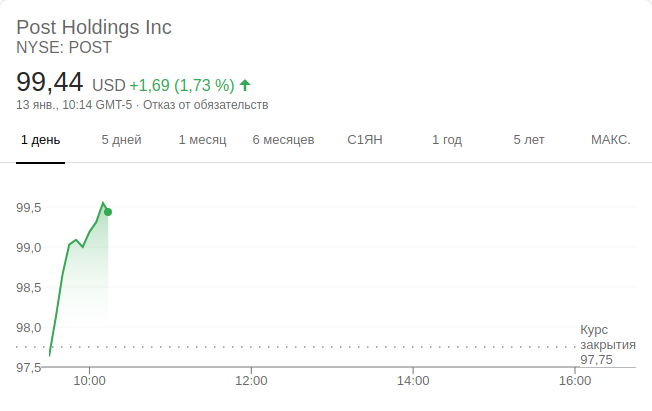 Post Holdings Inc
NYSE: POST
99,44 USD +1,69 (1,73 %)
13 янв., 10:14 GMT-5 · Отказ от обязательств
1 день 5 дней 1 месяц 6 месяцев С1ЯН 1 год 5 лет МАКС.
99,5
99,0
98,5
98,0
97,5
Курс
закрытия
97,75
10:00 12:00 14:00 16:00